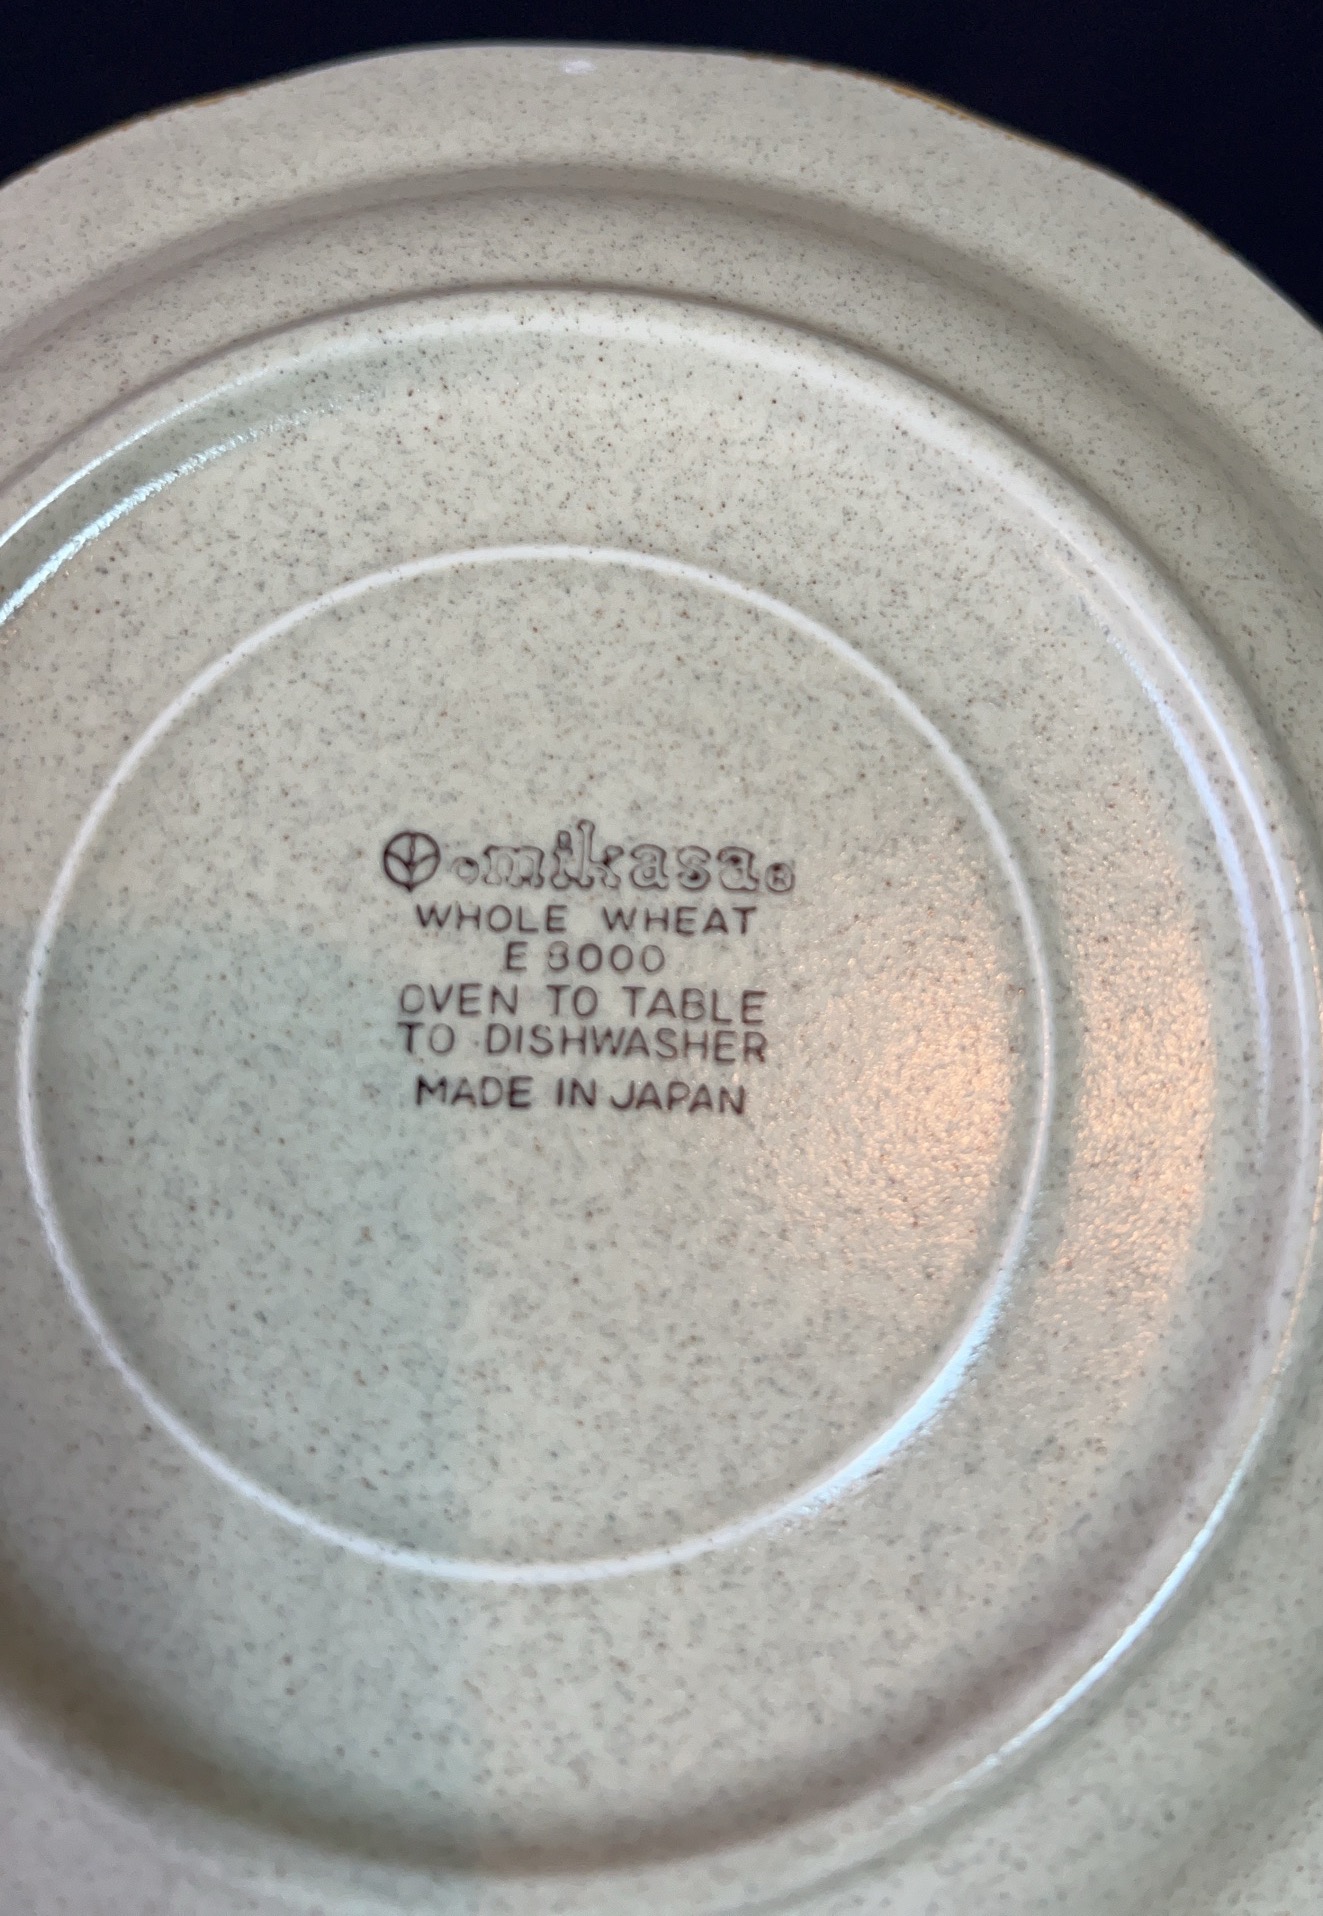 mikasa®
WHOLE WHEAT
E 8000
OVEN TO TABLE
TO DISHWASHER
MADE IN JAPAN